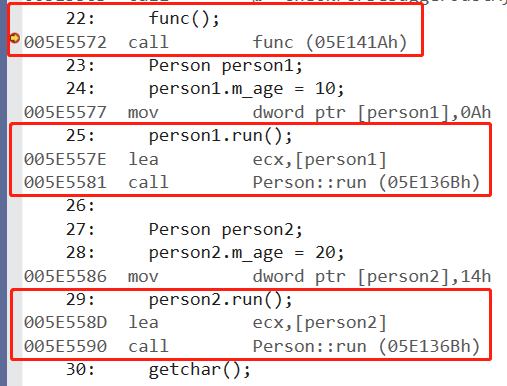 22:    func();
005E5572  call        func (05E141Ah)
23:    Person person1;
24:    person1.m_age = 10;
005E5577  mov         dword ptr [person1],0Ah
25:    person1.run();
005E557E  lea         ecx,[person1]
005E5581  call        Person::run (05E136Bh)
26:
27:    Person person2;
28:    person2.m_age = 20;
005E5586  mov         dword ptr [person2],14h
29:    person2.run();
005E558D  lea         ecx,[person2]
005E5590  call        Person::run (05E136Bh)
30:    getchar();